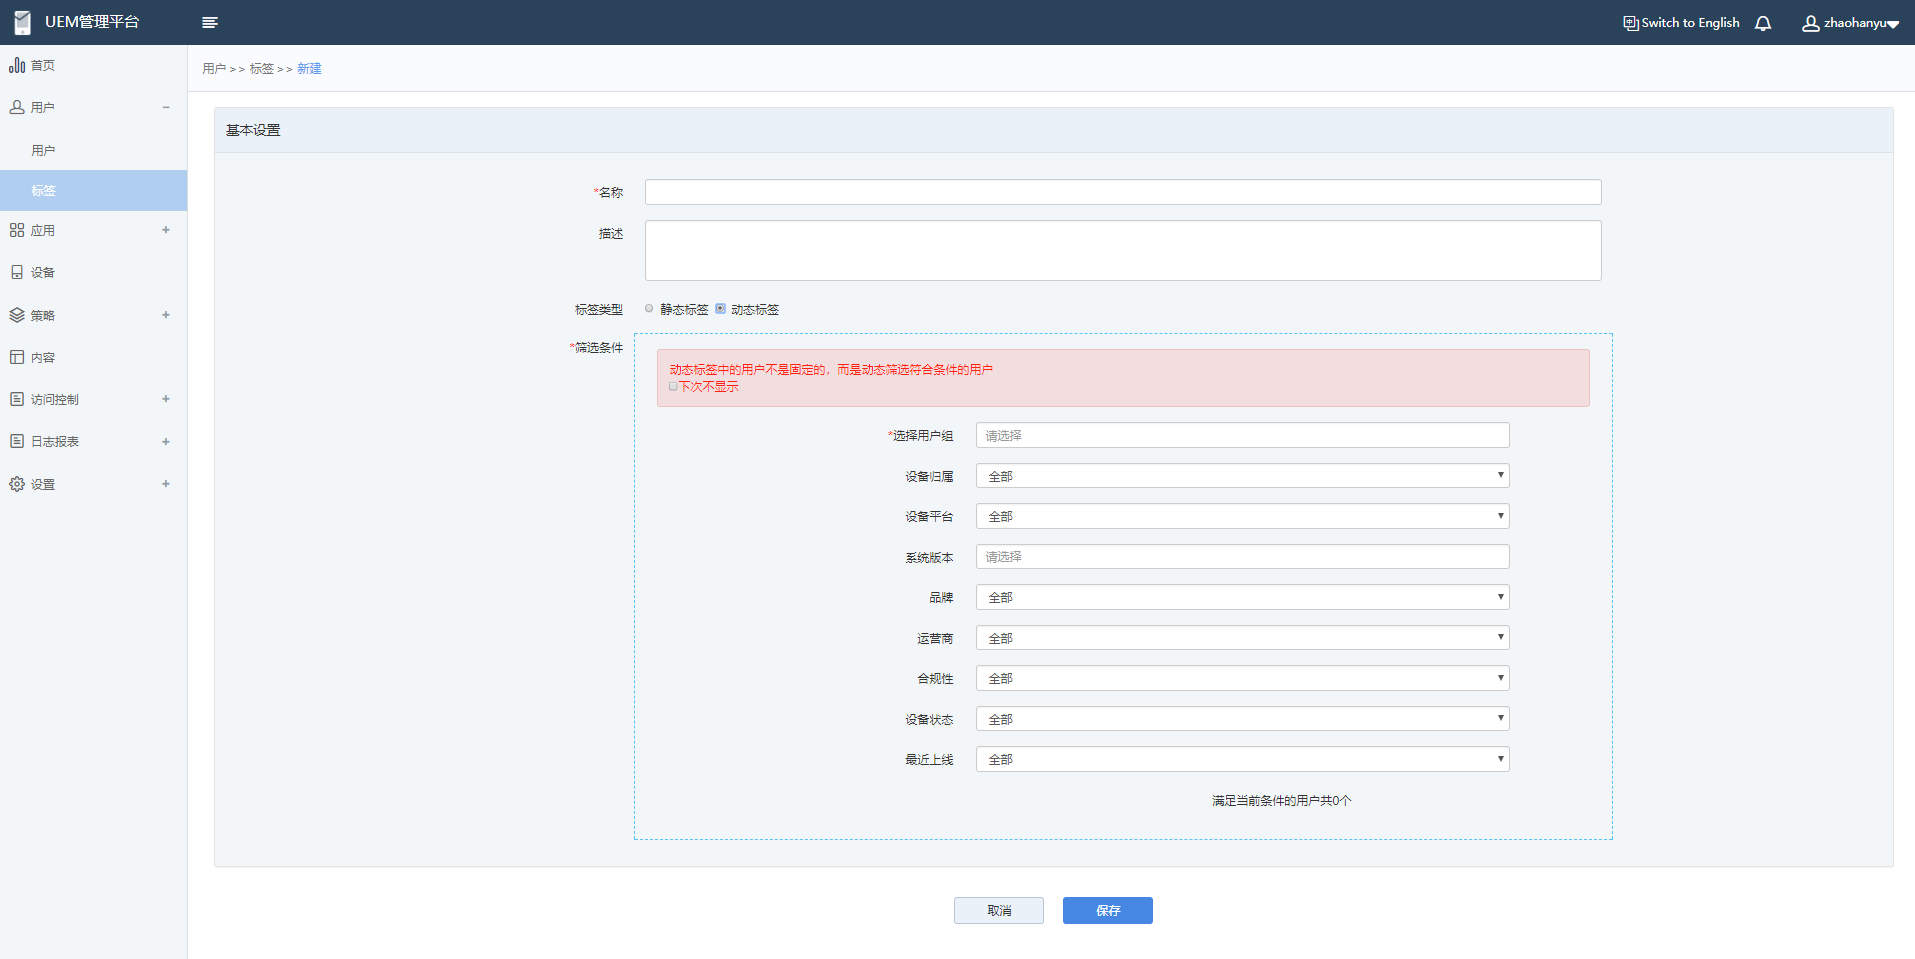 UEM管理平台
Switch to English
zhaohanyu
首页
用户
用户
标签
应用
设备
策略
内容
访问控制
日志报表
设置
用户 >> 标签 >> 新建
基本设置
*名称
描述
标签类型 静态标签 动态标签
*筛选条件
动态标签中的用户不是固定的，而是动态筛选符合条件的用户
下次不显示
*选择用户组 请选择
设备归属 全部
设备平台 全部
系统版本 请选择
品牌 全部
运营商 全部
合规性 全部
设备状态 全部
最近上线 全部
满足当前条件的用户共0个
取消 保存